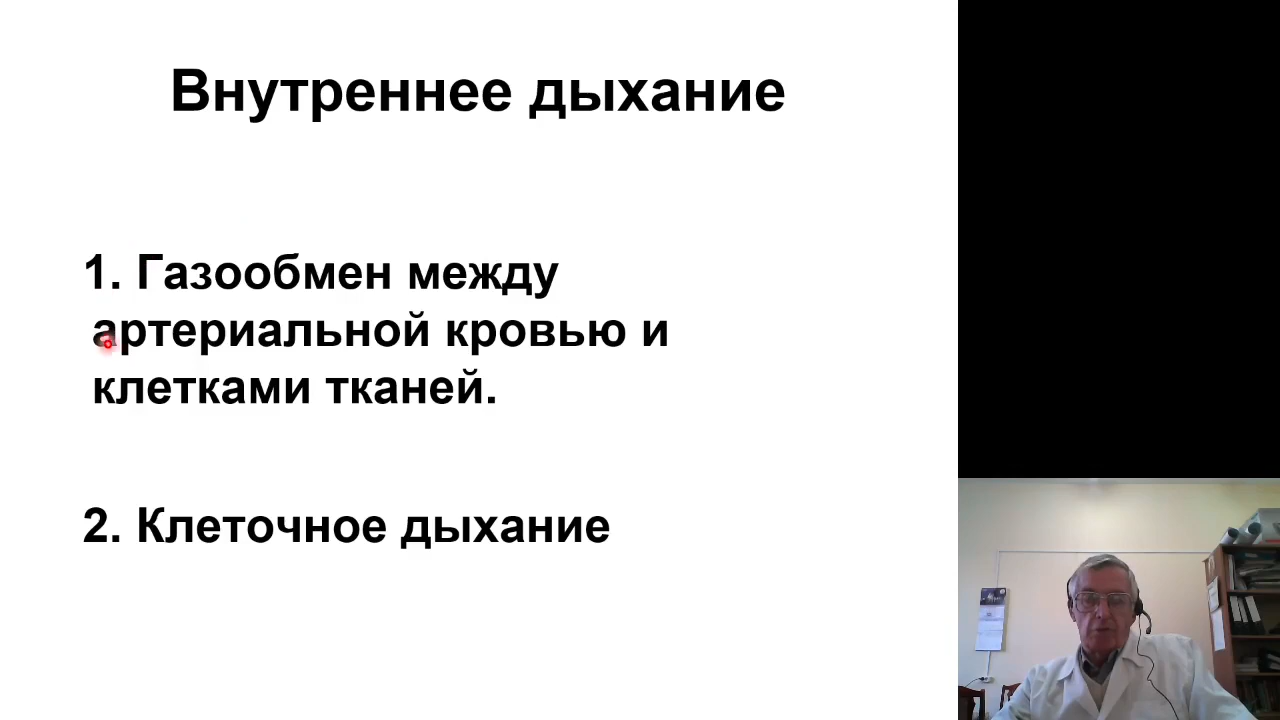 Внутреннее дыхание
1. Газообмен между
артериальной кровью и
клетками тканей.
2. Клеточное дыхание